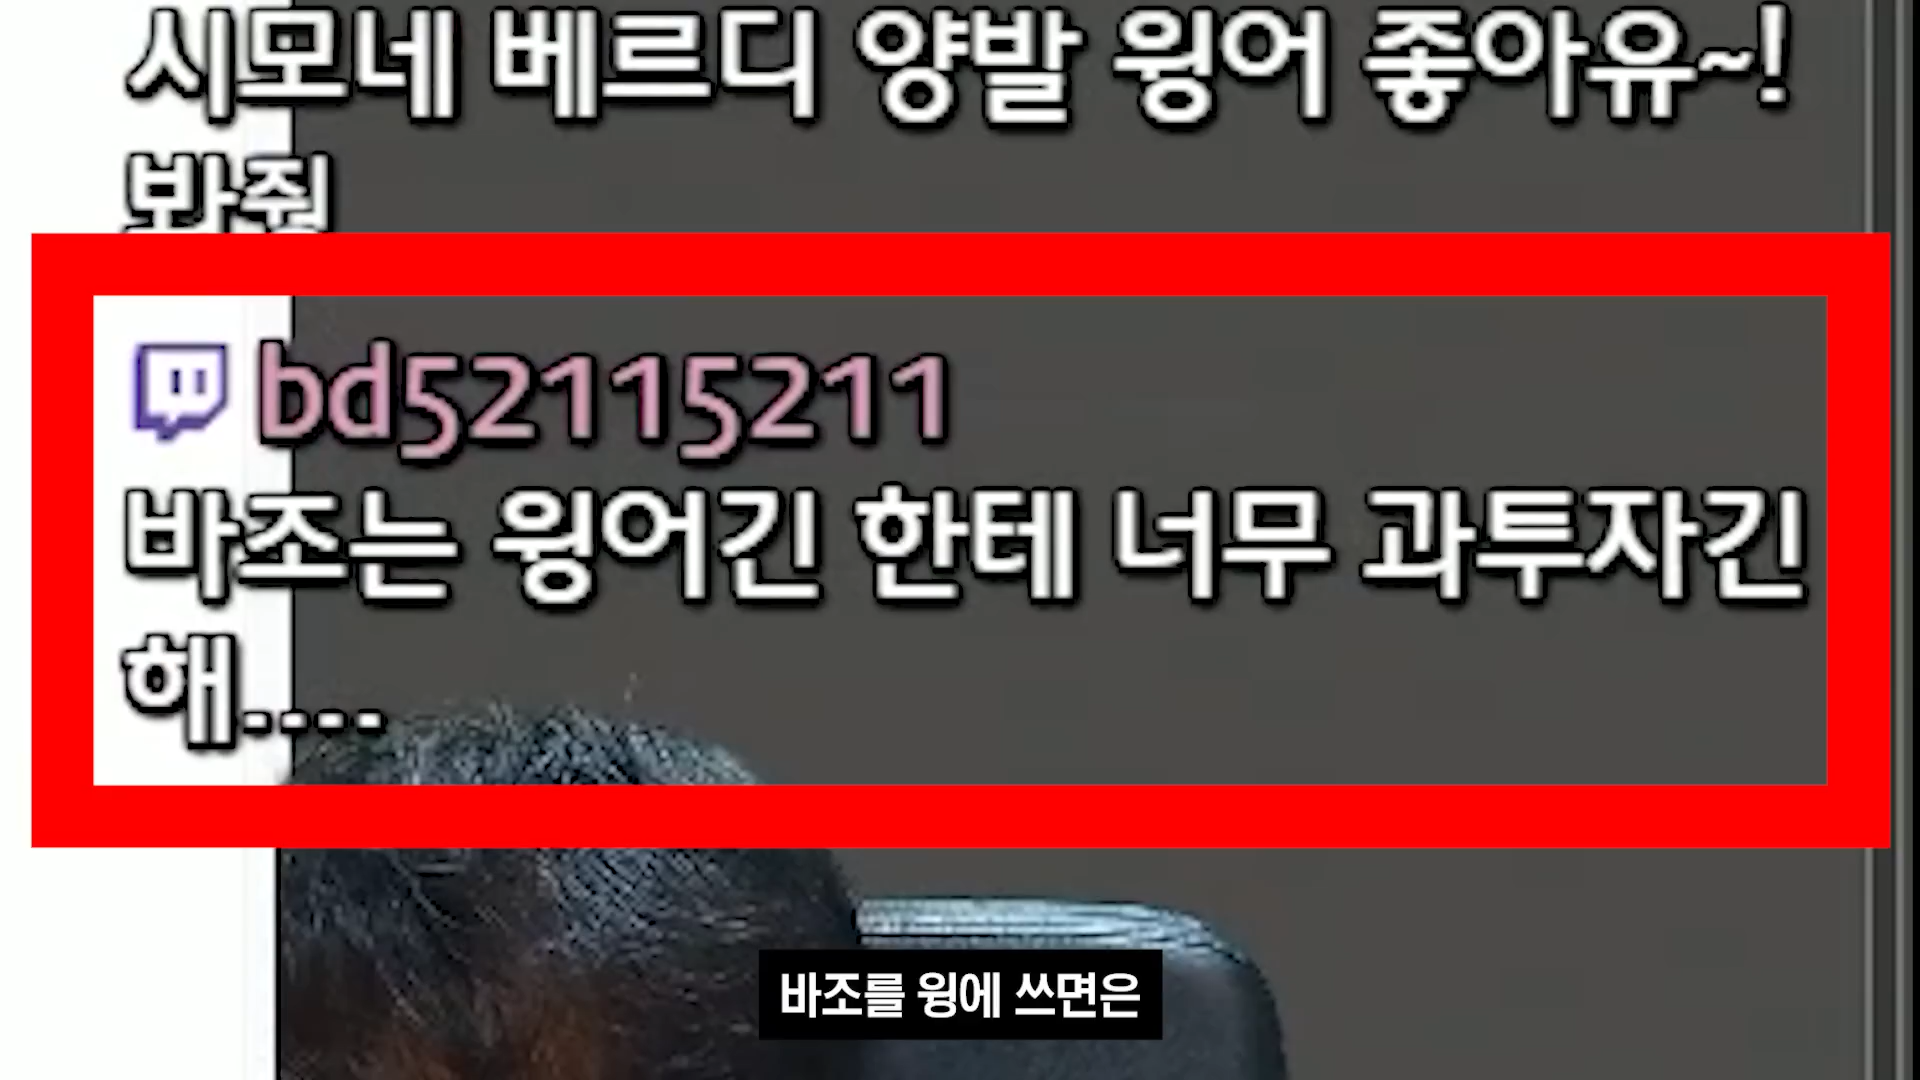 시모네 베르디 양발 윙어 좋아유~!
봐줘
bd52115211
바조는 윙어긴 한테 너무 과투자긴
해....
바조를 윙에 쓰면은